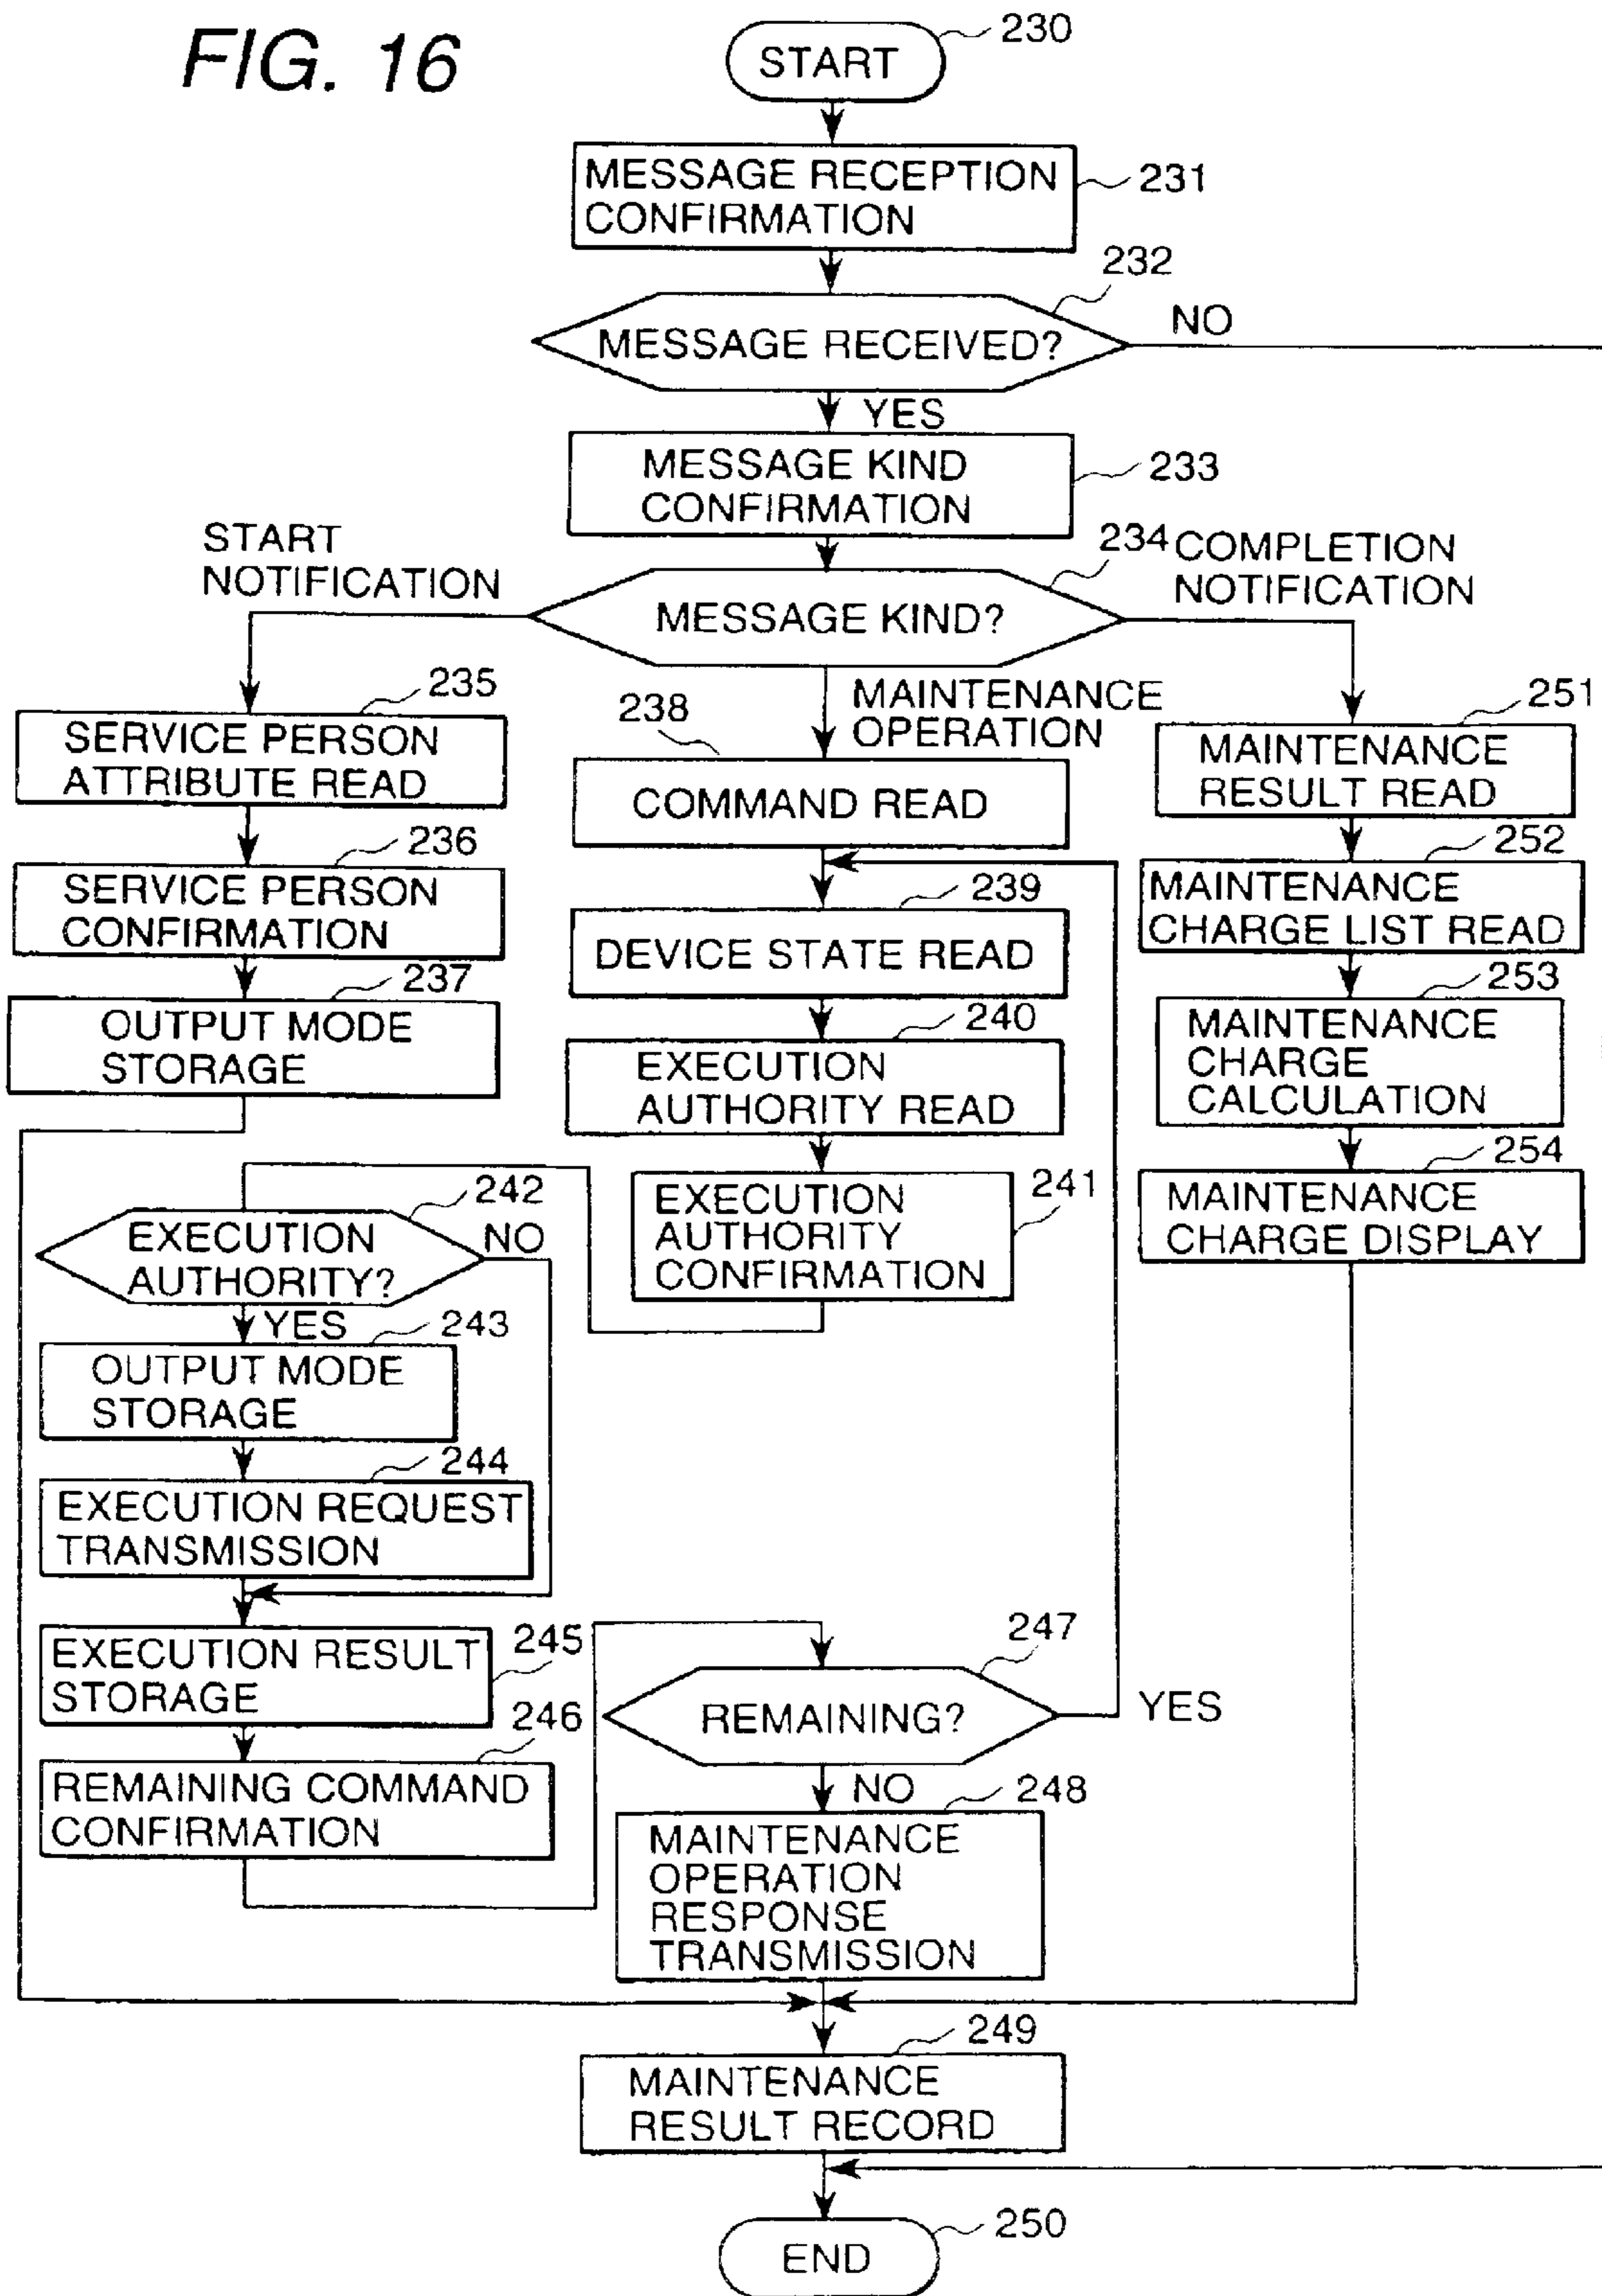 FIG. 16
START
230
MESSAGE RECEPTION
CONFIRMATION
231
232
MESSAGE RECEIVED?
NO
YES
MESSAGE KIND
CONFIRMATION
233
START
NOTIFICATION
234
COMPLETION
NOTIFICATION
MESSAGE KIND?
235
SERVICE PERSON
ATTRIBUTE READ
236
SERVICE PERSON
CONFIRMATION
237
OUTPUT MODE
STORAGE
MAINTENANCE
OPERATION
238
COMMAND READ
239
DEVICE STATE READ
240
EXECUTION
AUTHORITY READ
241
EXECUTION
AUTHORITY
CONFIRMATION
251
MAINTENANCE
RESULT READ
252
MAINTENANCE
CHARGE LIST READ
253
MAINTENANCE
CHARGE
CALCULATION
254
MAINTENANCE
CHARGE DISPLAY
242
EXECUTION
AUTHORITY?
NO
YES
243
OUTPUT MODE
STORAGE
244
EXECUTION REQUEST
TRANSMISSION
245
EXECUTION RESULT
STORAGE
246
REMAINING COMMAND
CONFIRMATION
247
REMAINING?
YES
NO
248
MAINTENANCE
OPERATION
RESPONSE
TRANSMISSION
249
MAINTENANCE
RESULT RECORD
250
END